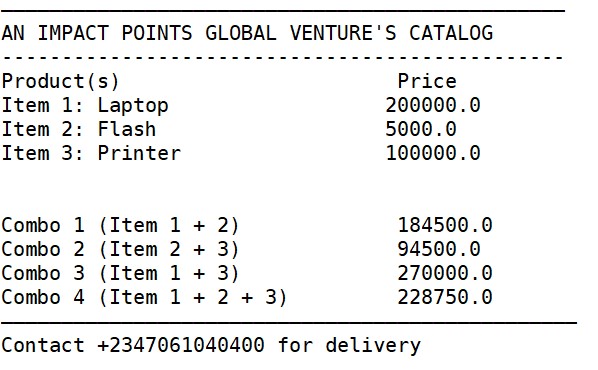 AN IMPACT POINTS GLOBAL VENTURE'S CATALOG
-----------------------------------------------
Product(s) Price
Item 1: Laptop 200000.0
Item 2: Flash 5000.0
Item 3: Printer 100000.0
Combo 1 (Item 1 + 2) 184500.0
Combo 2 (Item 2 + 3) 94500.0
Combo 3 (Item 1 + 3) 270000.0
Combo 4 (Item 1 + 2 + 3) 228750.0
Contact +2347061040400 for delivery